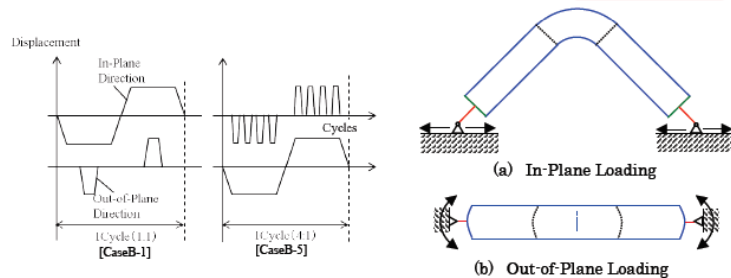 Displacement
In-Plane
Direction
Cycles
Out-of-Plane
Direction
1Cycle(1:1)
1Cycle(4:1)
[CaseB-1]
[CaseB-5]
(a) In-Plane Loading
(b) Out-of-Plane Loading